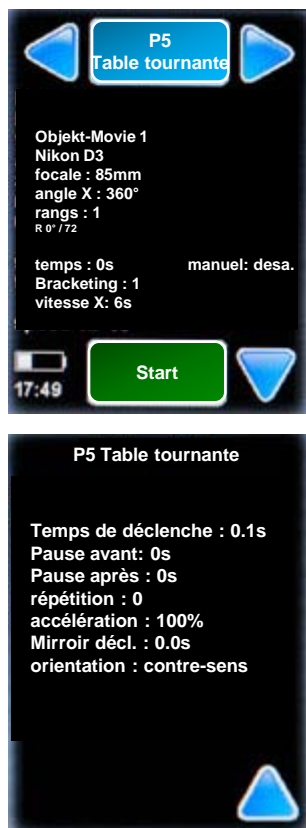 P5
Table tournante
Objekt-Movie 1
Nikon D3
focale : 85mm
angle X : 360°
rangs : 1
R 0° / 72
temps : 0s manuel: desa.
Bracketing : 1
vitesse X: 6s
Start
17:49
P5 Table tournante
Temps de déclenche : 0.1s
Pause avant: 0s
Pause après : 0s
répétition : 0
accélération : 100%
Mirroir décl. : 0.0s
orientation : contre-sens